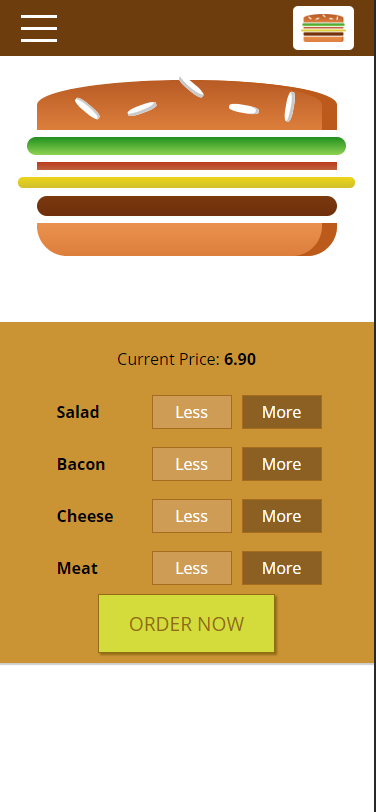 Current Price: 6.90
Salad Less More
Bacon Less More
Cheese Less More
Meat Less More
ORDER NOW